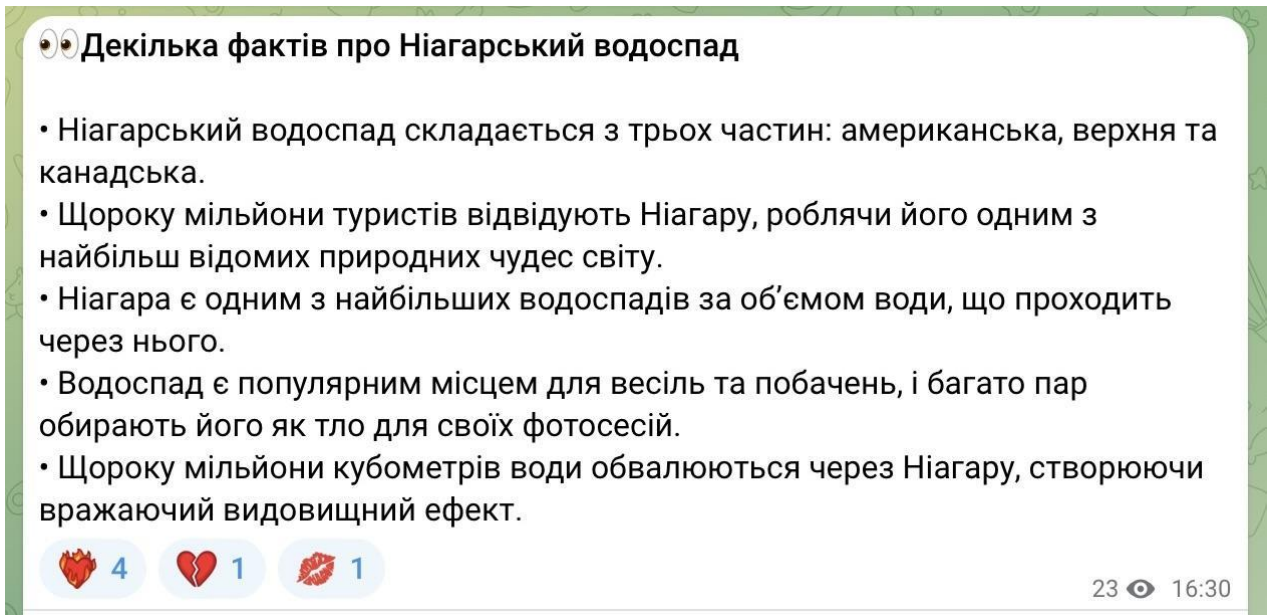 👀Декілька фактів про Ніагарський водоспад
• Ніагарський водоспад складається з трьох частин: американська, верхня та
канадська.
• Щороку мільйони туристів відвідують Ніагару, роблячи його одним з
найбільш відомих природних чудес світу.
• Ніагара є одним з найбільших водоспадів за об’ємом води, що проходить
через нього.
• Водоспад є популярним місцем для весіль та побачень, і багато пар
обирають його як тло для своїх фотосесій.
• Щороку мільйони кубометрів води обвалюються через Ніагару, створюючи
вражаючий видовищний ефект.
4 1 1
23 16:30